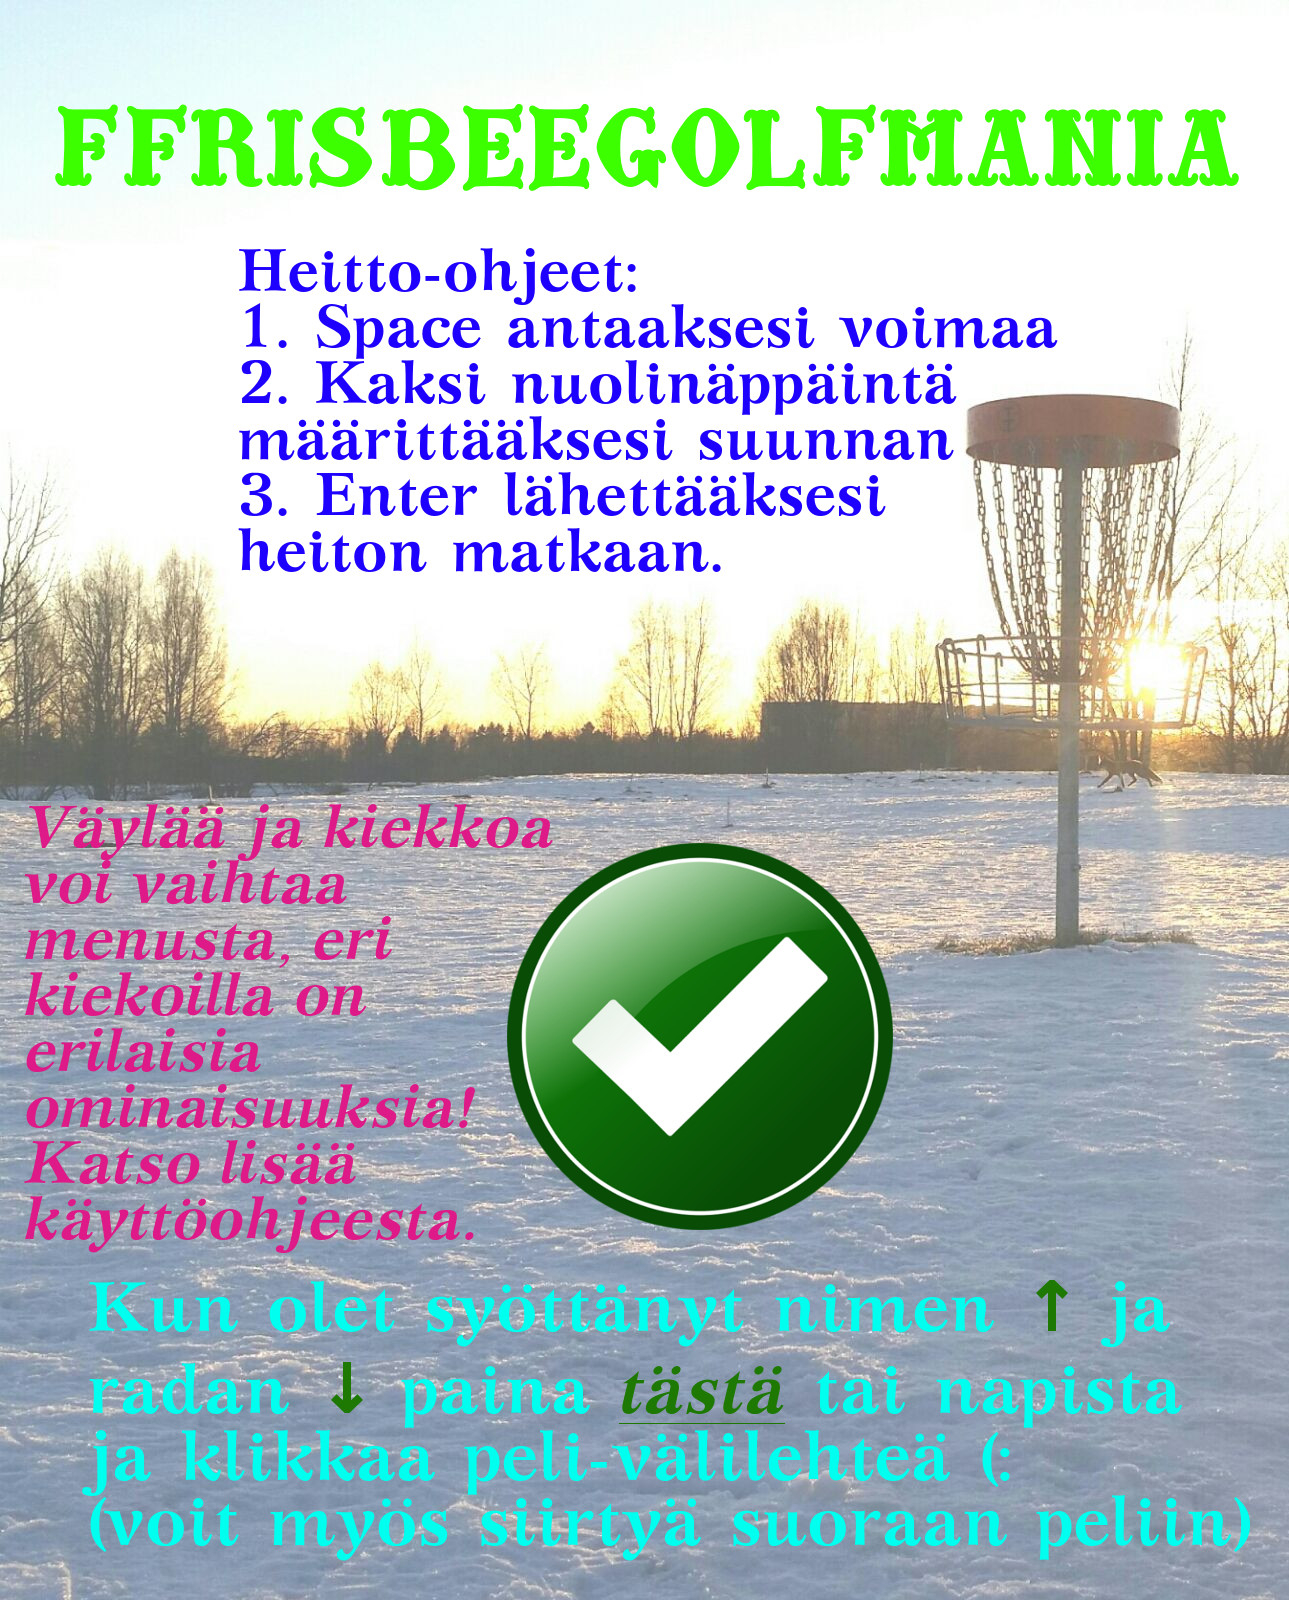 FFRISBEEGOLFMANIA
Heitto-ohjeet:
1. Space antaaksesi voimaa
2. Kaksi nuolinäppäintä
määrittääksesi suunnan
3. Enter lähettääksesi
heiton matkaan.
Väylää ja kiekkoa
voi vaihtaa
menusta, eri
kiekoilla on
erilaisia
ominaisuuksia!
Katso lisää
käyttöohjeesta.
Kun olet syöttänyt nimen ↑ ja
radan ↓ paina tästä tai napista
ja klikkaa peli-välilehteä (:
(voit myös siirtyä suoraan peliin)